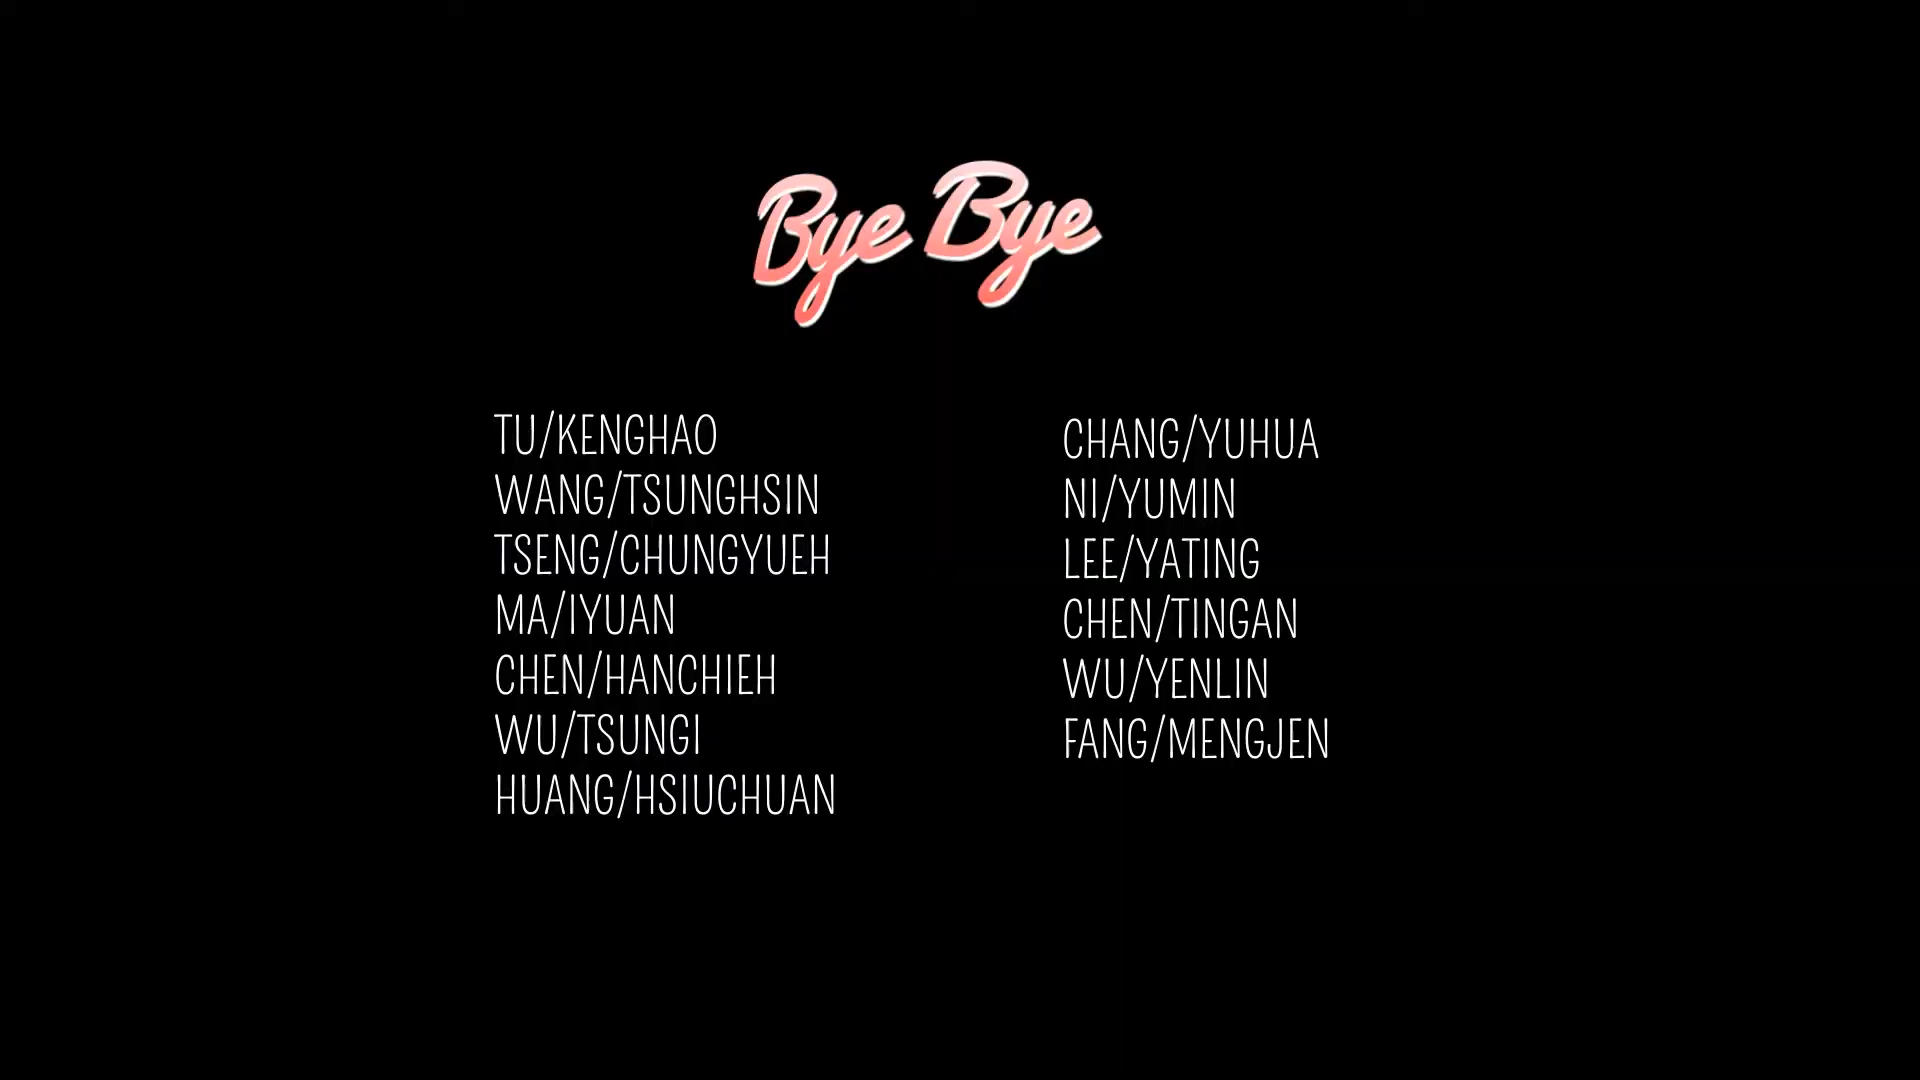 Bye Bye
TU/KENGHAO
WANG/TSUNGHSIN
TSENG/CHUNGYUEH
MA/IYUAN
CHEN/HANCHIEH
WU/TSUNGI
HUANG/HSIUCHUAN
CHANG/YUHUA
NI/YUMIN
LEE/YATING
CHEN/TINGAN
WU/YENLIN
FANG/MENGJEN